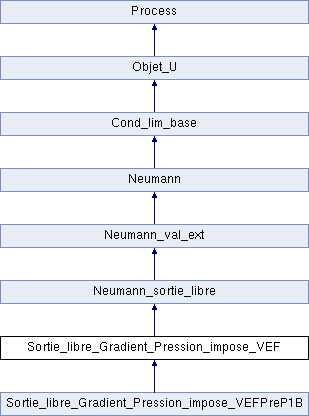 Process
Objet_U
Cond_lim_base
Neumann
Neumann_val_ext
Neumann_sortie_libre
Sortie_libre_Gradient_Pression_impose_VEF
Sortie_libre_Gradient_Pression_impose_VEFPreP1B